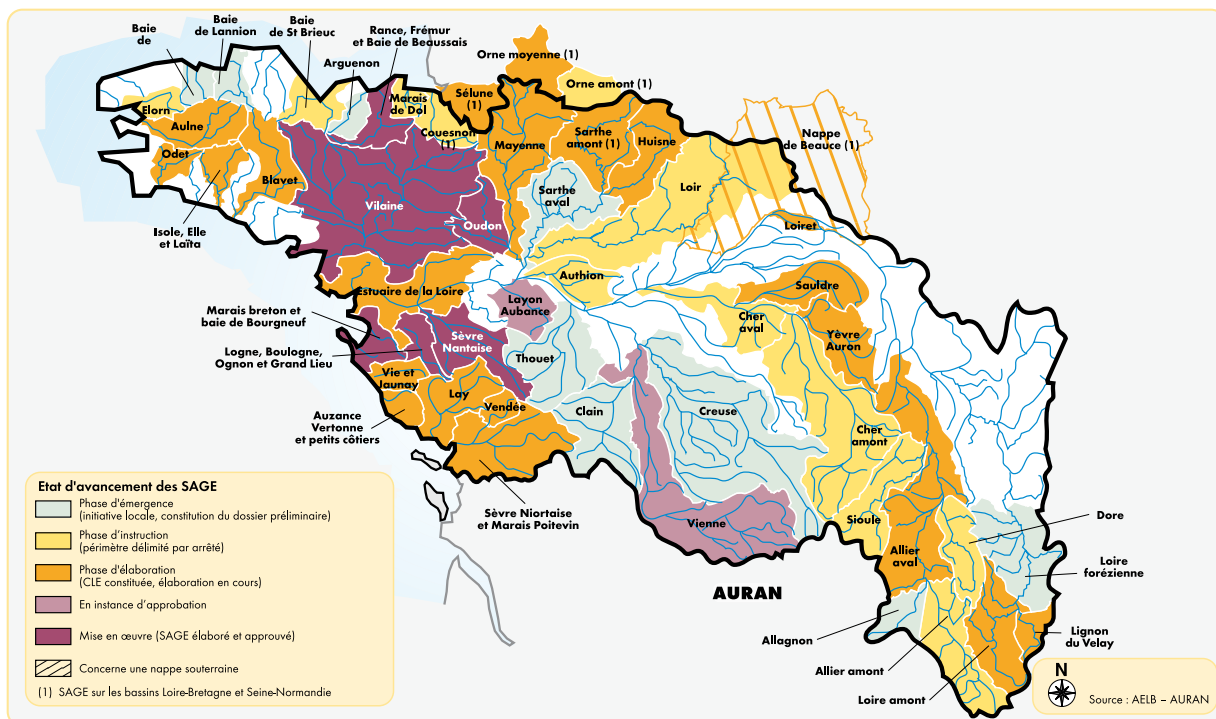 Baie
de
Baie
de Lannion
Baie
de St Brieuc
Rance, Frémur
et Baie de Beaussais
Arguenon
Orne moyenne (1)
Orne amont (1)
Marais
de Dol
Sélune
(1)
Couesnon
(1)
Elorn
Aulne
Odet
Blavet
Isole, Elle
et Laïta
Vilaine
Oudon
Mayenne
Sarthe
amont (1)
Huisne
Sarthe
aval
Loir
Nappe
de Beauce (1)
Loiret
Estuaire de la Loire
Authion
Layon
Aubance
Sauldre
Cher
aval
Yèvre
Auron
Marais breton et
baie de Bourgneuf
Logne, Boulogne,
Ognon et Grand Lieu
Sèvre
Nantaise
Thouet
Vie et
Jaunay
Lay
Vendée
Auzance
Vertonne
et petits côtiers
Clain
Creuse
Cher
amont
Sèvre Niortaise
et Marais Poitevin
Vienne
Sioule
Allier
aval
Dore
Loire
forézienne
AURAN
Allagnon
Allier amont
Loire amont
Lignon
du Velay
Etat d'avancement des SAGE
Phase d'émergence
(initiative locale, constitution du dossier préliminaire)
Phase d'instruction
(périmètre délimité par arrêté)
Phase d'élaboration
(CLE constituée, élaboration en cours)
En instance d'approbation
Mise en œuvre (SAGE élaboré et approuvé)
Concerne une nappe souterraine
(1) SAGE sur les bassins Loire-Bretagne et Seine-Normandie
N
Source : AELB – AURAN